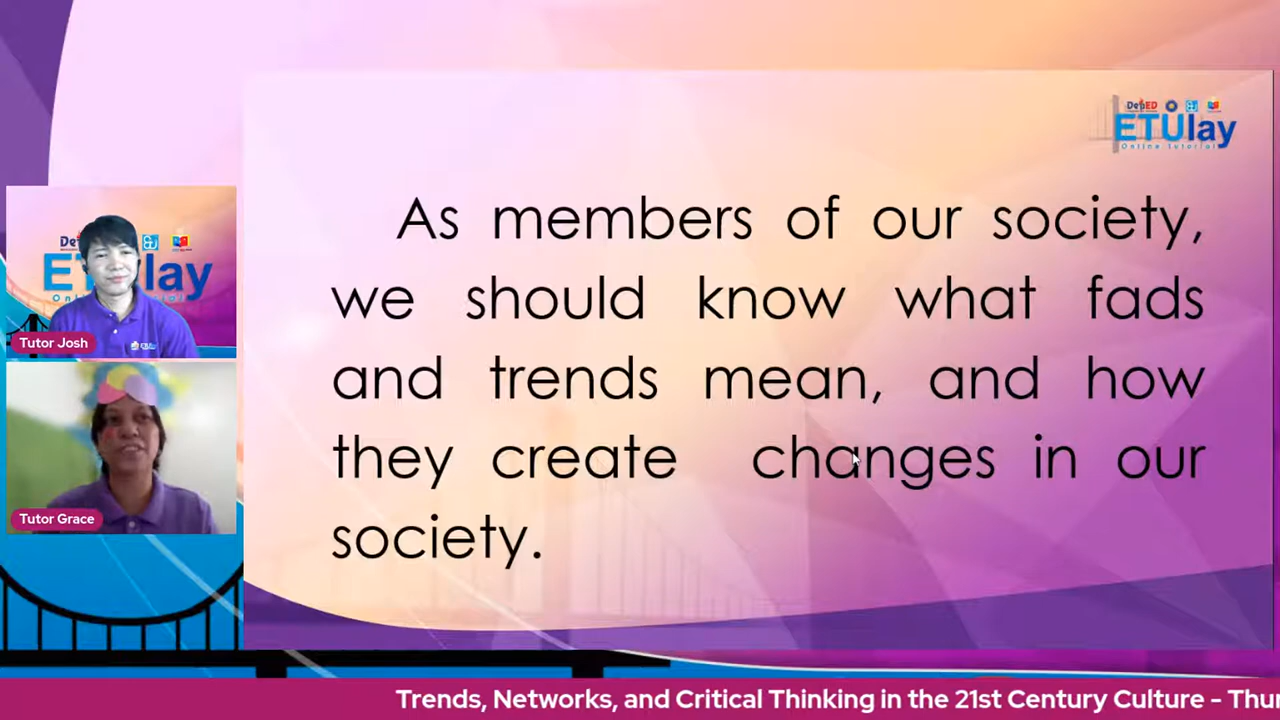 DepED
ETUlay
Online Tutorial
As members of our society,
we should know what fads
and trends mean, and how
they create changes in our
society.
ETUlay
Tutor Josh
Tutor Grace
Trends, Networks, and Critical Thinking in the 21st Century Culture - Thu